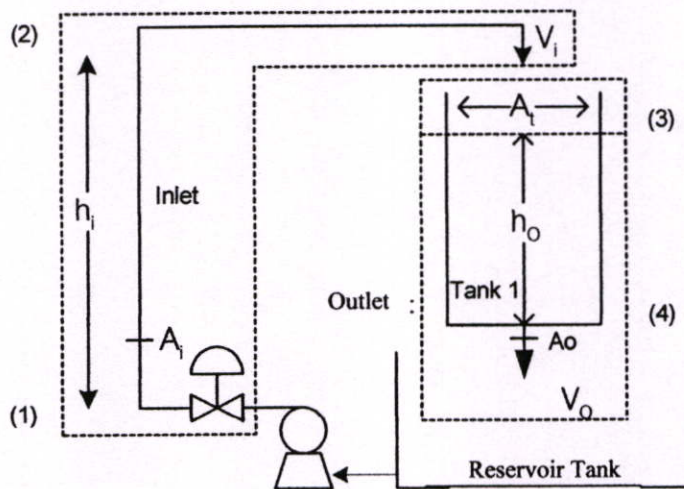 (2)
V_i
A_t
(3)
h_i
Inlet
h_o
Outlet :
Tank 1
(4)
A_i
Ao
(1)
V_o
Reservoir Tank